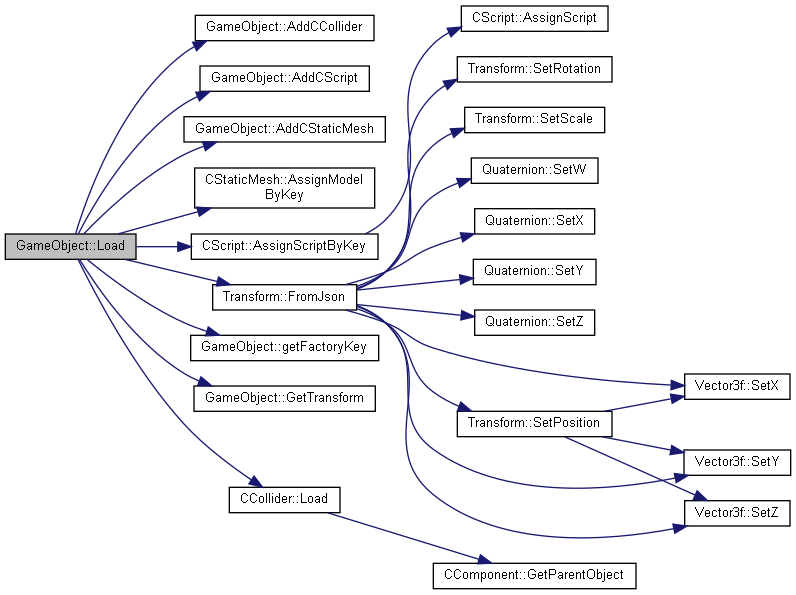 GameObject::Load
GameObject::AddCCollider
GameObject::AddCScript
GameObject::AddCStaticMesh
CStaticMesh::AssignModel
ByKey
CScript::AssignScriptByKey
Transform::FromJson
GameObject::getFactoryKey
GameObject::GetTransform
CCollider::Load
CScript::AssignScript
Transform::SetRotation
Transform::SetScale
Quaternion::SetW
Quaternion::SetX
Quaternion::SetY
Quaternion::SetZ
Transform::SetPosition
CComponent::GetParentObject
Vector3f::SetX
Vector3f::SetY
Vector3f::SetZ